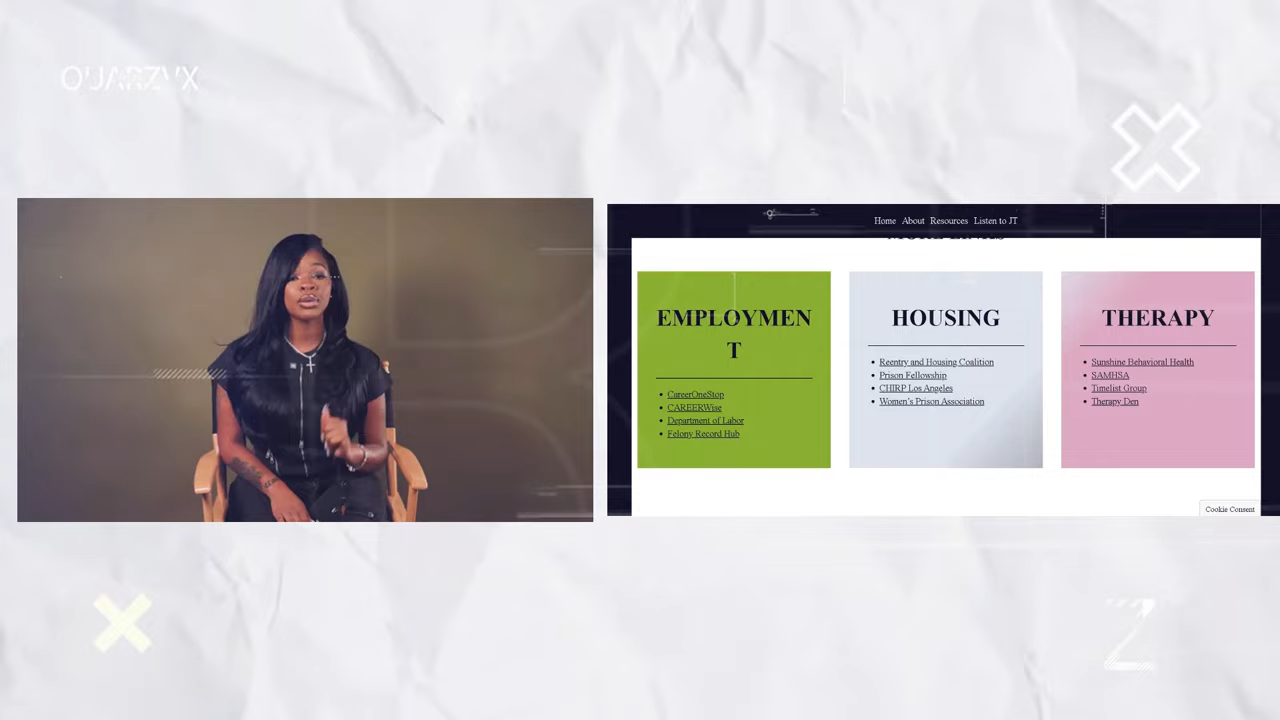 Home About Resources Listen to JT
EMPLOYMEN
T
CareerOneStop
CAREERWise
Department of Labor
Felony Record Hub
HOUSING
Reentry and Housing Coalition
Prison Fellowship
CHIRP Los Angeles
Women's Prison Association
THERAPY
Sunshine Behavioral Health
SAMHSA
Timelist Group
Therapy Den
Cookie Consent
Z